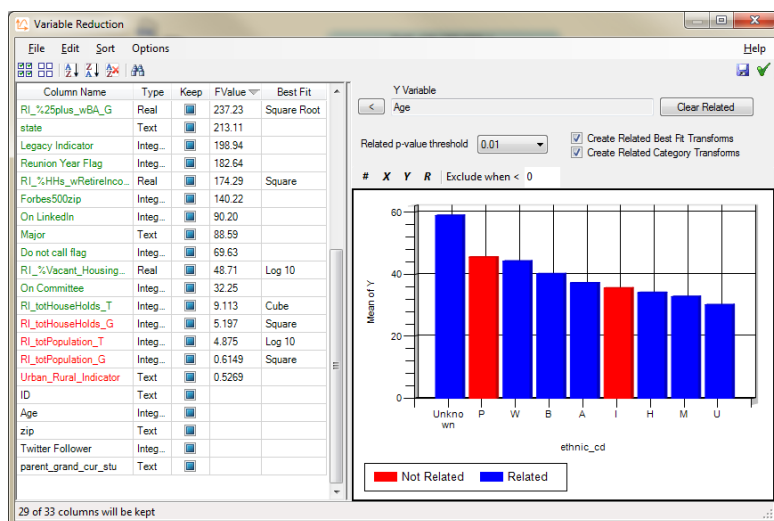 Variable Reduction
File Edit Sort Options Help
Y Variable
< Age Clear Related
Related p-value threshold 0.01
Create Related Best Fit Transforms
Create Related Category Transforms
# X Y R Exclude when < 0
Column Name Type Keep FValue Best Fit
RI_%25plus_wBA_G Real 237.23 Square Root
state Text 213.11
Legacy Indicator Integ... 198.94
Reunion Year Flag Integ... 182.64
RI_%HHs_wRetireInco... Real 174.29 Square
Forbes500zip Integ... 140.22
On LinkedIn Integ... 90.20
Major Text 88.59
Do not call flag Integ... 69.63
RI_%Vacant_Housing... Real 48.71 Log 10
On Committee Integ... 32.25
RI_totHouseHolds_T Integ... 9.113 Cube
RI_totHouseHolds_G Integ... 5.197 Square
RI_totPopulation_T Integ... 4.875 Log 10
RI_totPopulation_G Integ... 0.6149 Square
Urban_Rural_Indicator Text 0.5269
ID Text
Age Integ...
zip Text
Twitter Follower Integ...
parent_grand_cur_stu Text
Mean of Y
60
40
20
0
Unkno
wn P W B A I H M U
ethnic_cd
Not Related Related
29 of 33 columns will be kept